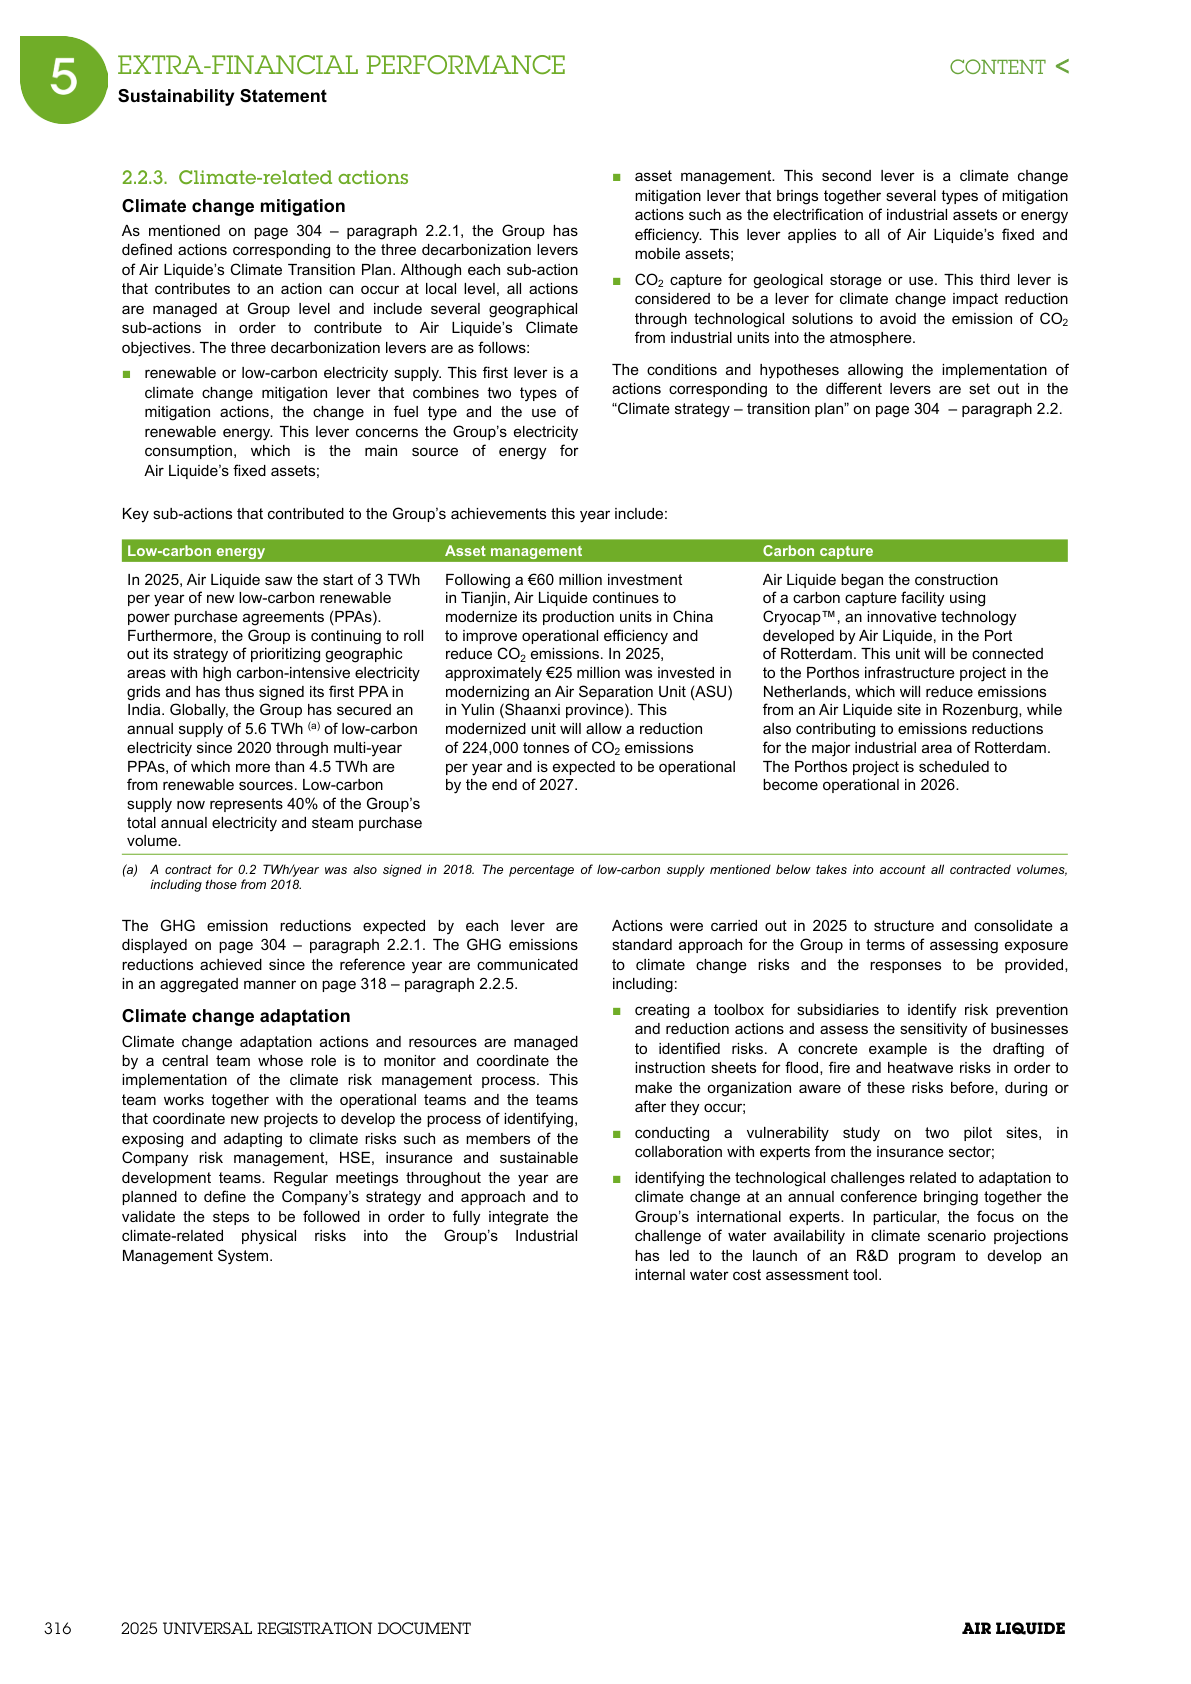 5
EXTRA-FINANCIAL PERFORMANCE
CONTENT <
Sustainability Statement
2.2.3. Climate-related actions
Climate change mitigation
As mentioned on page 304 – paragraph 2.2.1, the Group has
defined actions corresponding to the three decarbonization levers
of Air Liquide’s Climate Transition Plan. Although each sub-action
that contributes to an action can occur at local level, all actions
are managed at Group level and include several geographical
sub-actions in order to contribute to Air Liquide’s Climate
objectives. The three decarbonization levers are as follows:
■ renewable or low-carbon electricity supply. This first lever is a
climate change mitigation lever that combines two types of
mitigation actions, the change in fuel type and the use of
renewable energy. This lever concerns the Group’s electricity
consumption, which is the main source of energy for
Air Liquide’s fixed assets;
■ asset management. This second lever is a climate change
mitigation lever that brings together several types of mitigation
actions such as the electrification of industrial assets or energy
efficiency. This lever applies to all of Air Liquide’s fixed and
mobile assets;
■ CO₂ capture for geological storage or use. This third lever is
considered to be a lever for climate change impact reduction
through technological solutions to avoid the emission of CO₂
from industrial units into the atmosphere.
The conditions and hypotheses allowing the implementation of
actions corresponding to the different levers are set out in the
“Climate strategy – transition plan” on page 304 – paragraph 2.2.
Key sub-actions that contributed to the Group’s achievements this year include:
Low-carbon energy
In 2025, Air Liquide saw the start of 3 TWh
per year of new low-carbon renewable
power purchase agreements (PPAs).
Furthermore, the Group is continuing to roll
out its strategy of prioritizing geographic
areas with high carbon-intensive electricity
grids and has thus signed its first PPA in
India. Globally, the Group has secured an
annual supply of 5.6 TWh (a) of low-carbon
electricity since 2020 through multi-year
PPAs, of which more than 4.5 TWh are
from renewable sources. Low-carbon
supply now represents 40% of the Group’s
total annual electricity and steam purchase
volume.
Asset management
Following a €60 million investment
in Tianjin, Air Liquide continues to
modernize its production units in China
to improve operational efficiency and
reduce CO₂ emissions. In 2025,
approximately €25 million was invested in
modernizing an Air Separation Unit (ASU)
in Yulin (Shaanxi province). This
modernized unit will allow a reduction
of 224,000 tonnes of CO₂ emissions
per year and is expected to be operational
by the end of 2027.
Carbon capture
Air Liquide began the construction
of a carbon capture facility using
Cryocap™, an innovative technology
developed by Air Liquide, in the Port
of Rotterdam. This unit will be connected
to the Porthos infrastructure project in the
Netherlands, which will reduce emissions
from an Air Liquide site in Rozenburg, while
also contributing to emissions reductions
for the major industrial area of Rotterdam.
The Porthos project is scheduled to
become operational in 2026.
(a) A contract for 0.2 TWh/year was also signed in 2018. The percentage of low-carbon supply mentioned below takes into account all contracted volumes,
including those from 2018.
The GHG emission reductions expected by each lever are
displayed on page 304 – paragraph 2.2.1. The GHG emissions
reductions achieved since the reference year are communicated
in an aggregated manner on page 318 – paragraph 2.2.5.
Climate change adaptation
Climate change adaptation actions and resources are managed
by a central team whose role is to monitor and coordinate the
implementation of the climate risk management process. This
team works together with the operational teams and the teams
that coordinate new projects to develop the process of identifying,
exposing and adapting to climate risks such as members of the
Company risk management, HSE, insurance and sustainable
development teams. Regular meetings throughout the year are
planned to define the Company’s strategy and approach and to
validate the steps to be followed in order to fully integrate the
climate-related physical risks into the Group’s Industrial
Management System.
Actions were carried out in 2025 to structure and consolidate a
standard approach for the Group in terms of assessing exposure
to climate change risks and the responses to be provided,
including:
■ creating a toolbox for subsidiaries to identify risk prevention
and reduction actions and assess the sensitivity of businesses
to identified risks. A concrete example is the drafting of
instruction sheets for flood, fire and heatwave risks in order to
make the organization aware of these risks before, during or
after they occur;
■ conducting a vulnerability study on two pilot sites, in
collaboration with experts from the insurance sector;
■ identifying the technological challenges related to adaptation to
climate change at an annual conference bringing together the
Group’s international experts. In particular, the focus on the
challenge of water availability in climate scenario projections
has led to the launch of an R&D program to develop an
internal water cost assessment tool.
316
2025 UNIVERSAL REGISTRATION DOCUMENT
AIR LIQUIDE